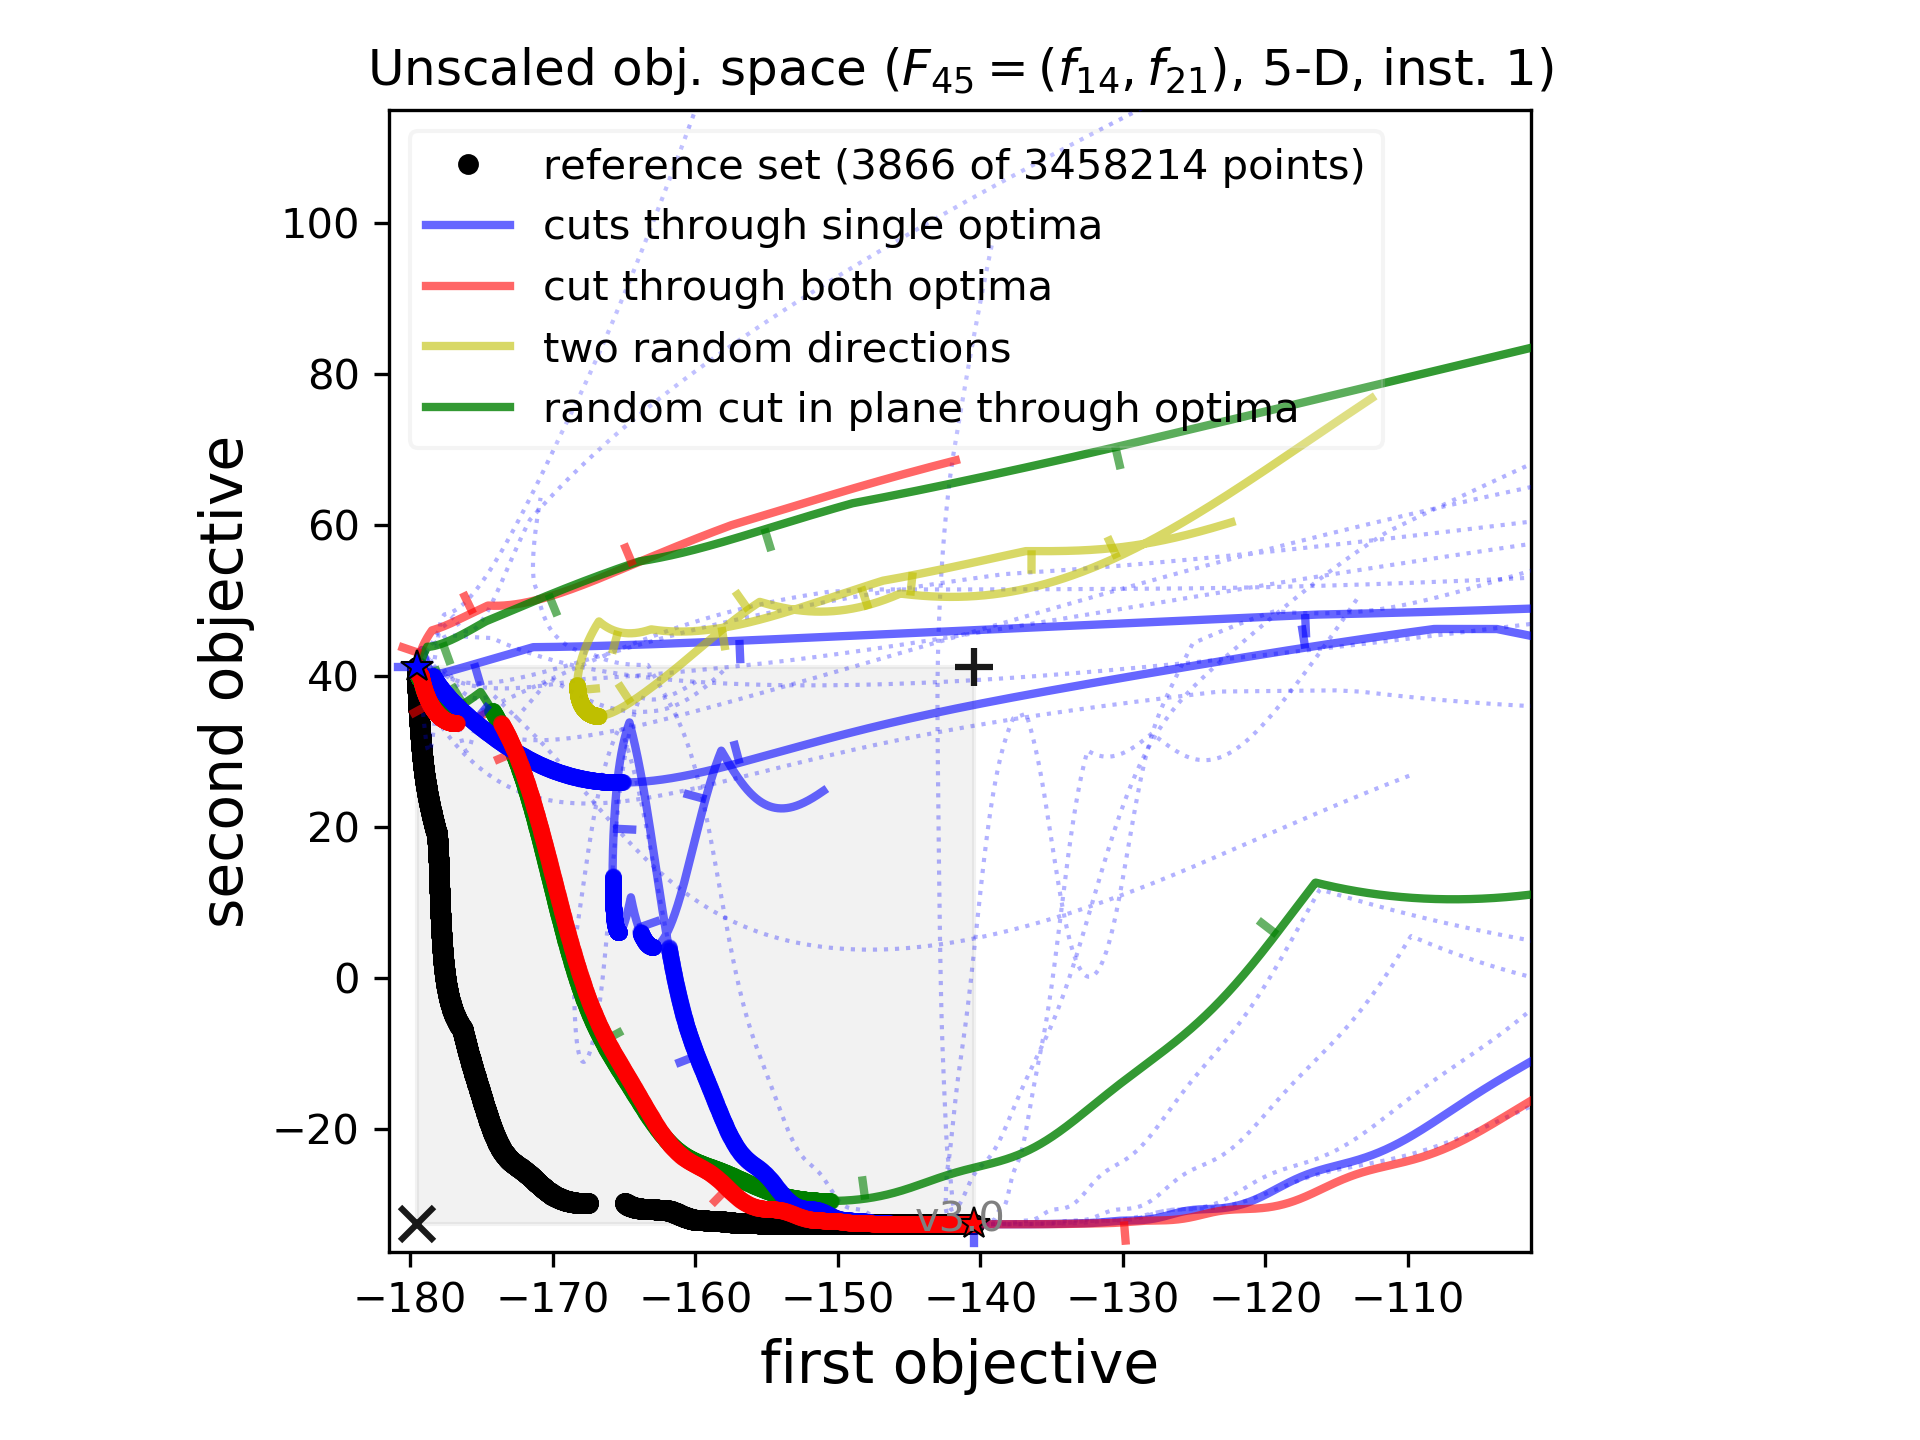 Unscaled obj. space (F₄₅ = (f₁₄, f₂₁), 5-D, inst. 1)
reference set (3866 of 3458214 points)
cuts through single optima
cut through both optima
two random directions
random cut in plane through optima
100
80
60
40
20
0
−20
second objective
v3.0
−180 −170 −160 −150 −140 −130 −120 −110
first objective